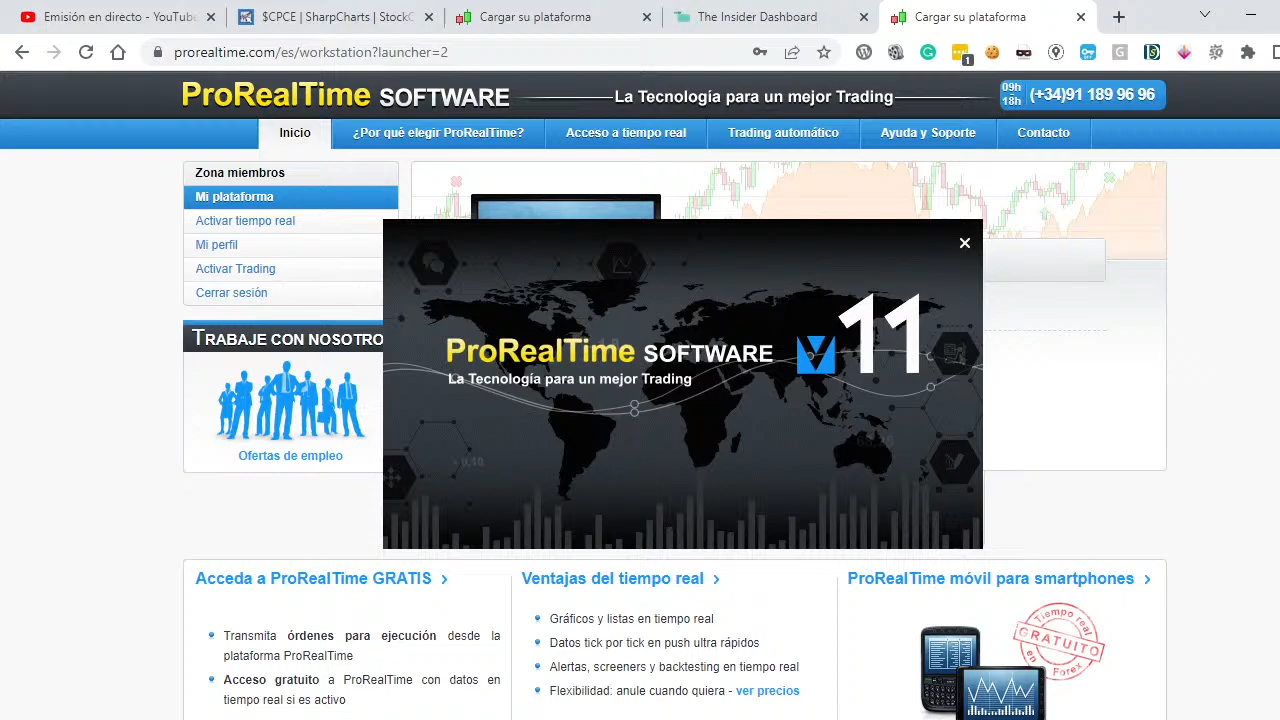 Emisión en directo - YouTube
$CPCE | SharpCharts | StockC
Cargar su plataforma
The Insider Dashboard
Cargar su plataforma
prorealtime.com/es/workstation?launcher=2
1
ProRealTime SOFTWARE
La Tecnología para un mejor Trading
09h
18h
(+34)91 189 96 96
Inicio
¿Por qué elegir ProRealTime?
Acceso a tiempo real
Trading automático
Ayuda y Soporte
Contacto
Zona miembros
Mi plataforma
Activar tiempo real
Mi perfil
Activar Trading
Cerrar sesión
TRABAJE CON NOSOTRO
Ofertas de empleo
ProRealTime SOFTWARE
11
La Tecnología para un mejor Trading
Acceda a ProRealTime GRATIS
Transmita órdenes para ejecución desde la
ProRealTime
ProRealTime con datos en
tiempo real si es activo
Ventajas del tiempo real
Gráficos y listas en tiempo real
Datos tick por tick en push utra rápidos
Alertas, screeners y backtesting en tiempo real
Flexibilidad: anule cuando quiera - ver precios
ProRealTime móvil para smartphones
Tiempo real
GRATUITO
en Forex